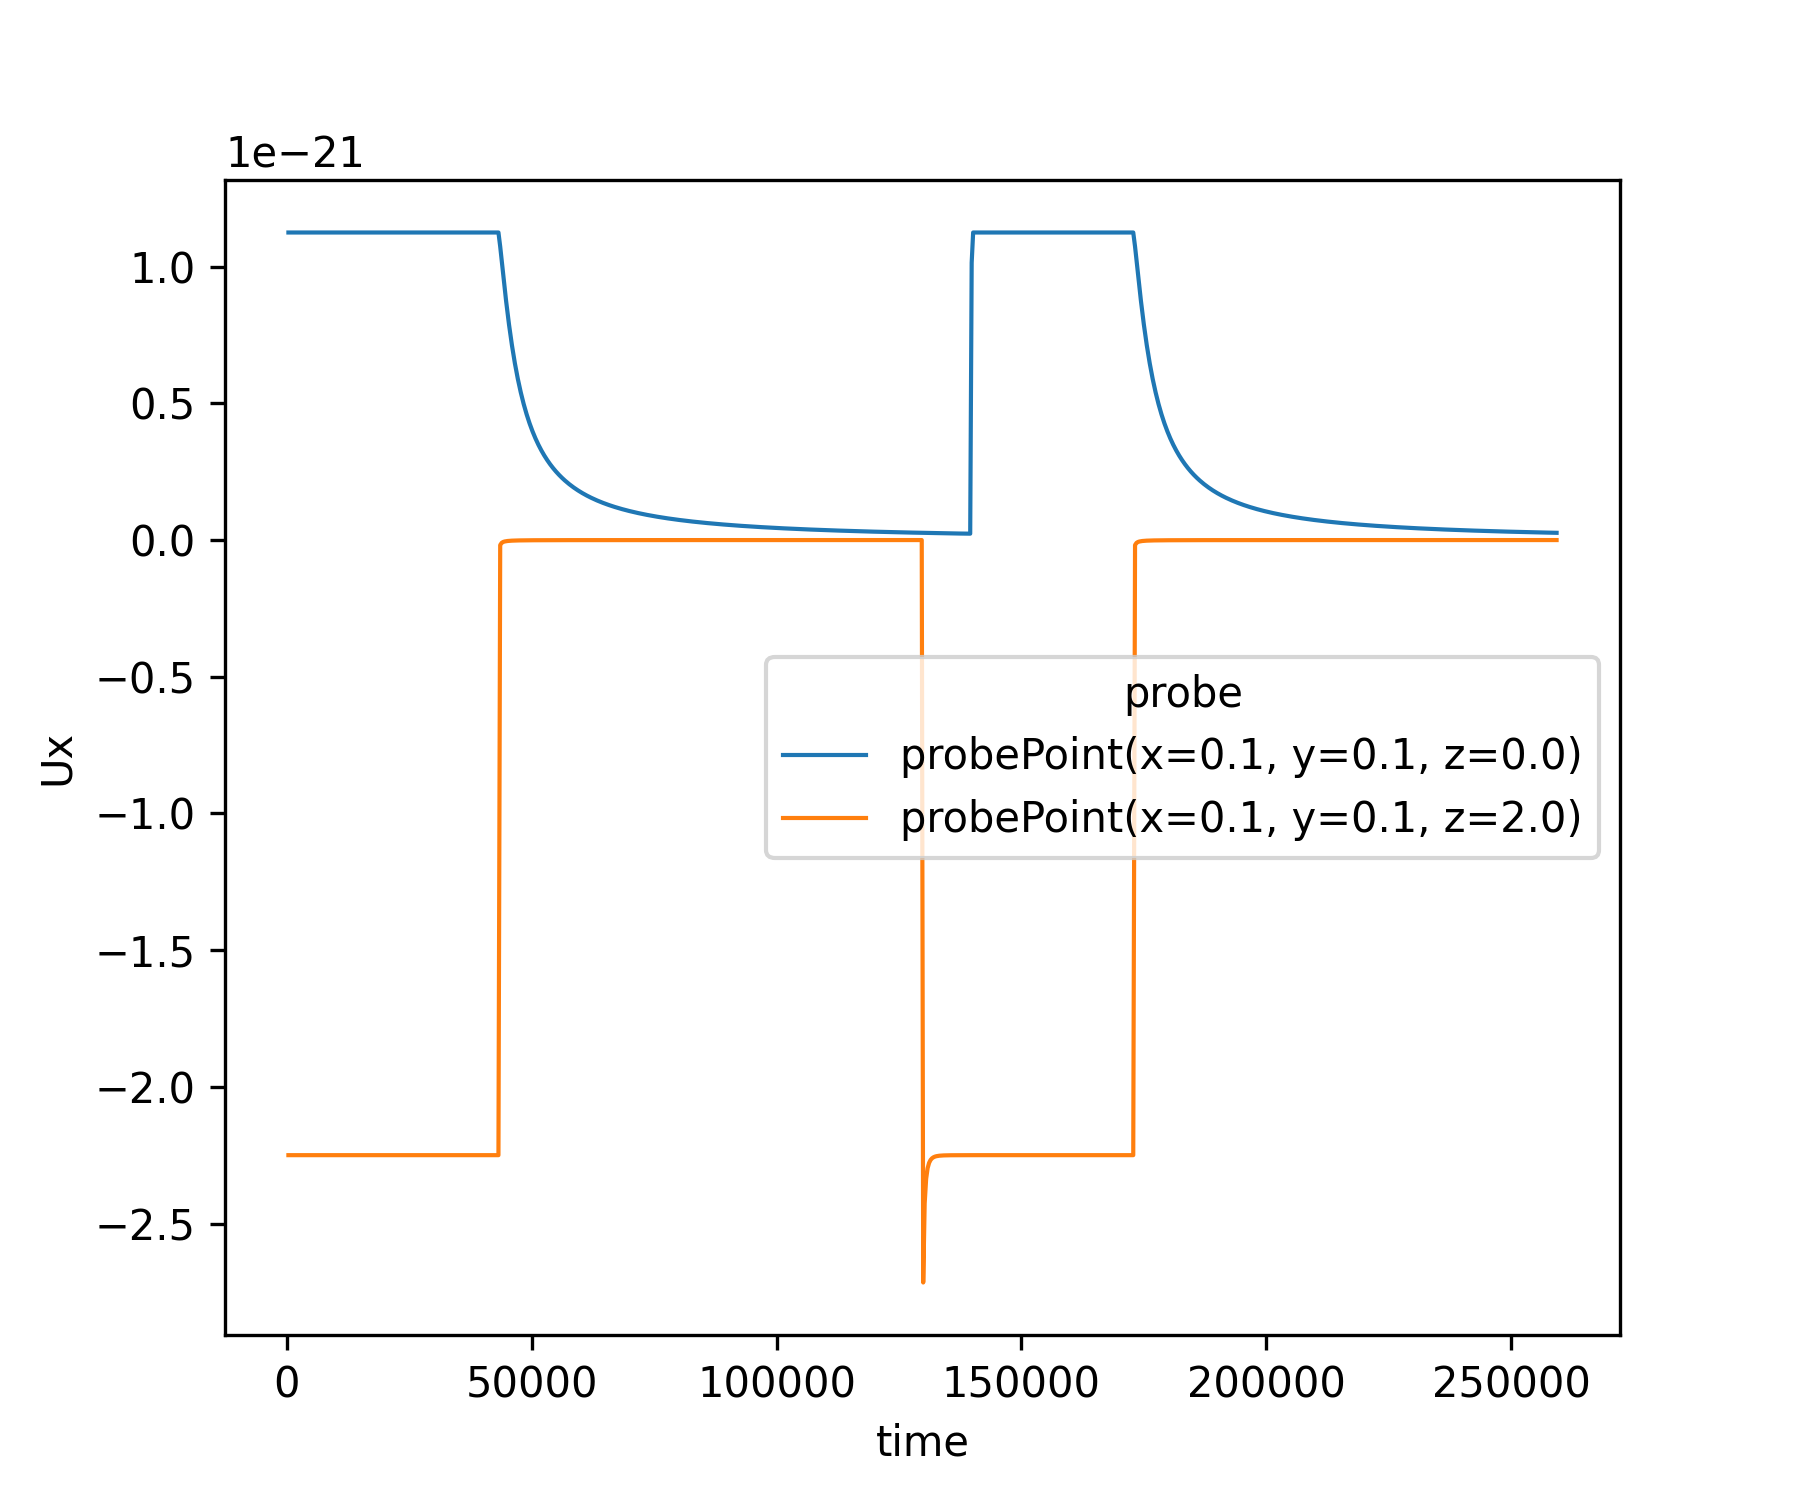 1e−21
1.0
0.5
0.0
−0.5
−1.0
−1.5
−2.0
−2.5
Ux
probe
probePoint(x=0.1, y=0.1, z=0.0)
probePoint(x=0.1, y=0.1, z=2.0)
0 50000 100000 150000 200000 250000
time